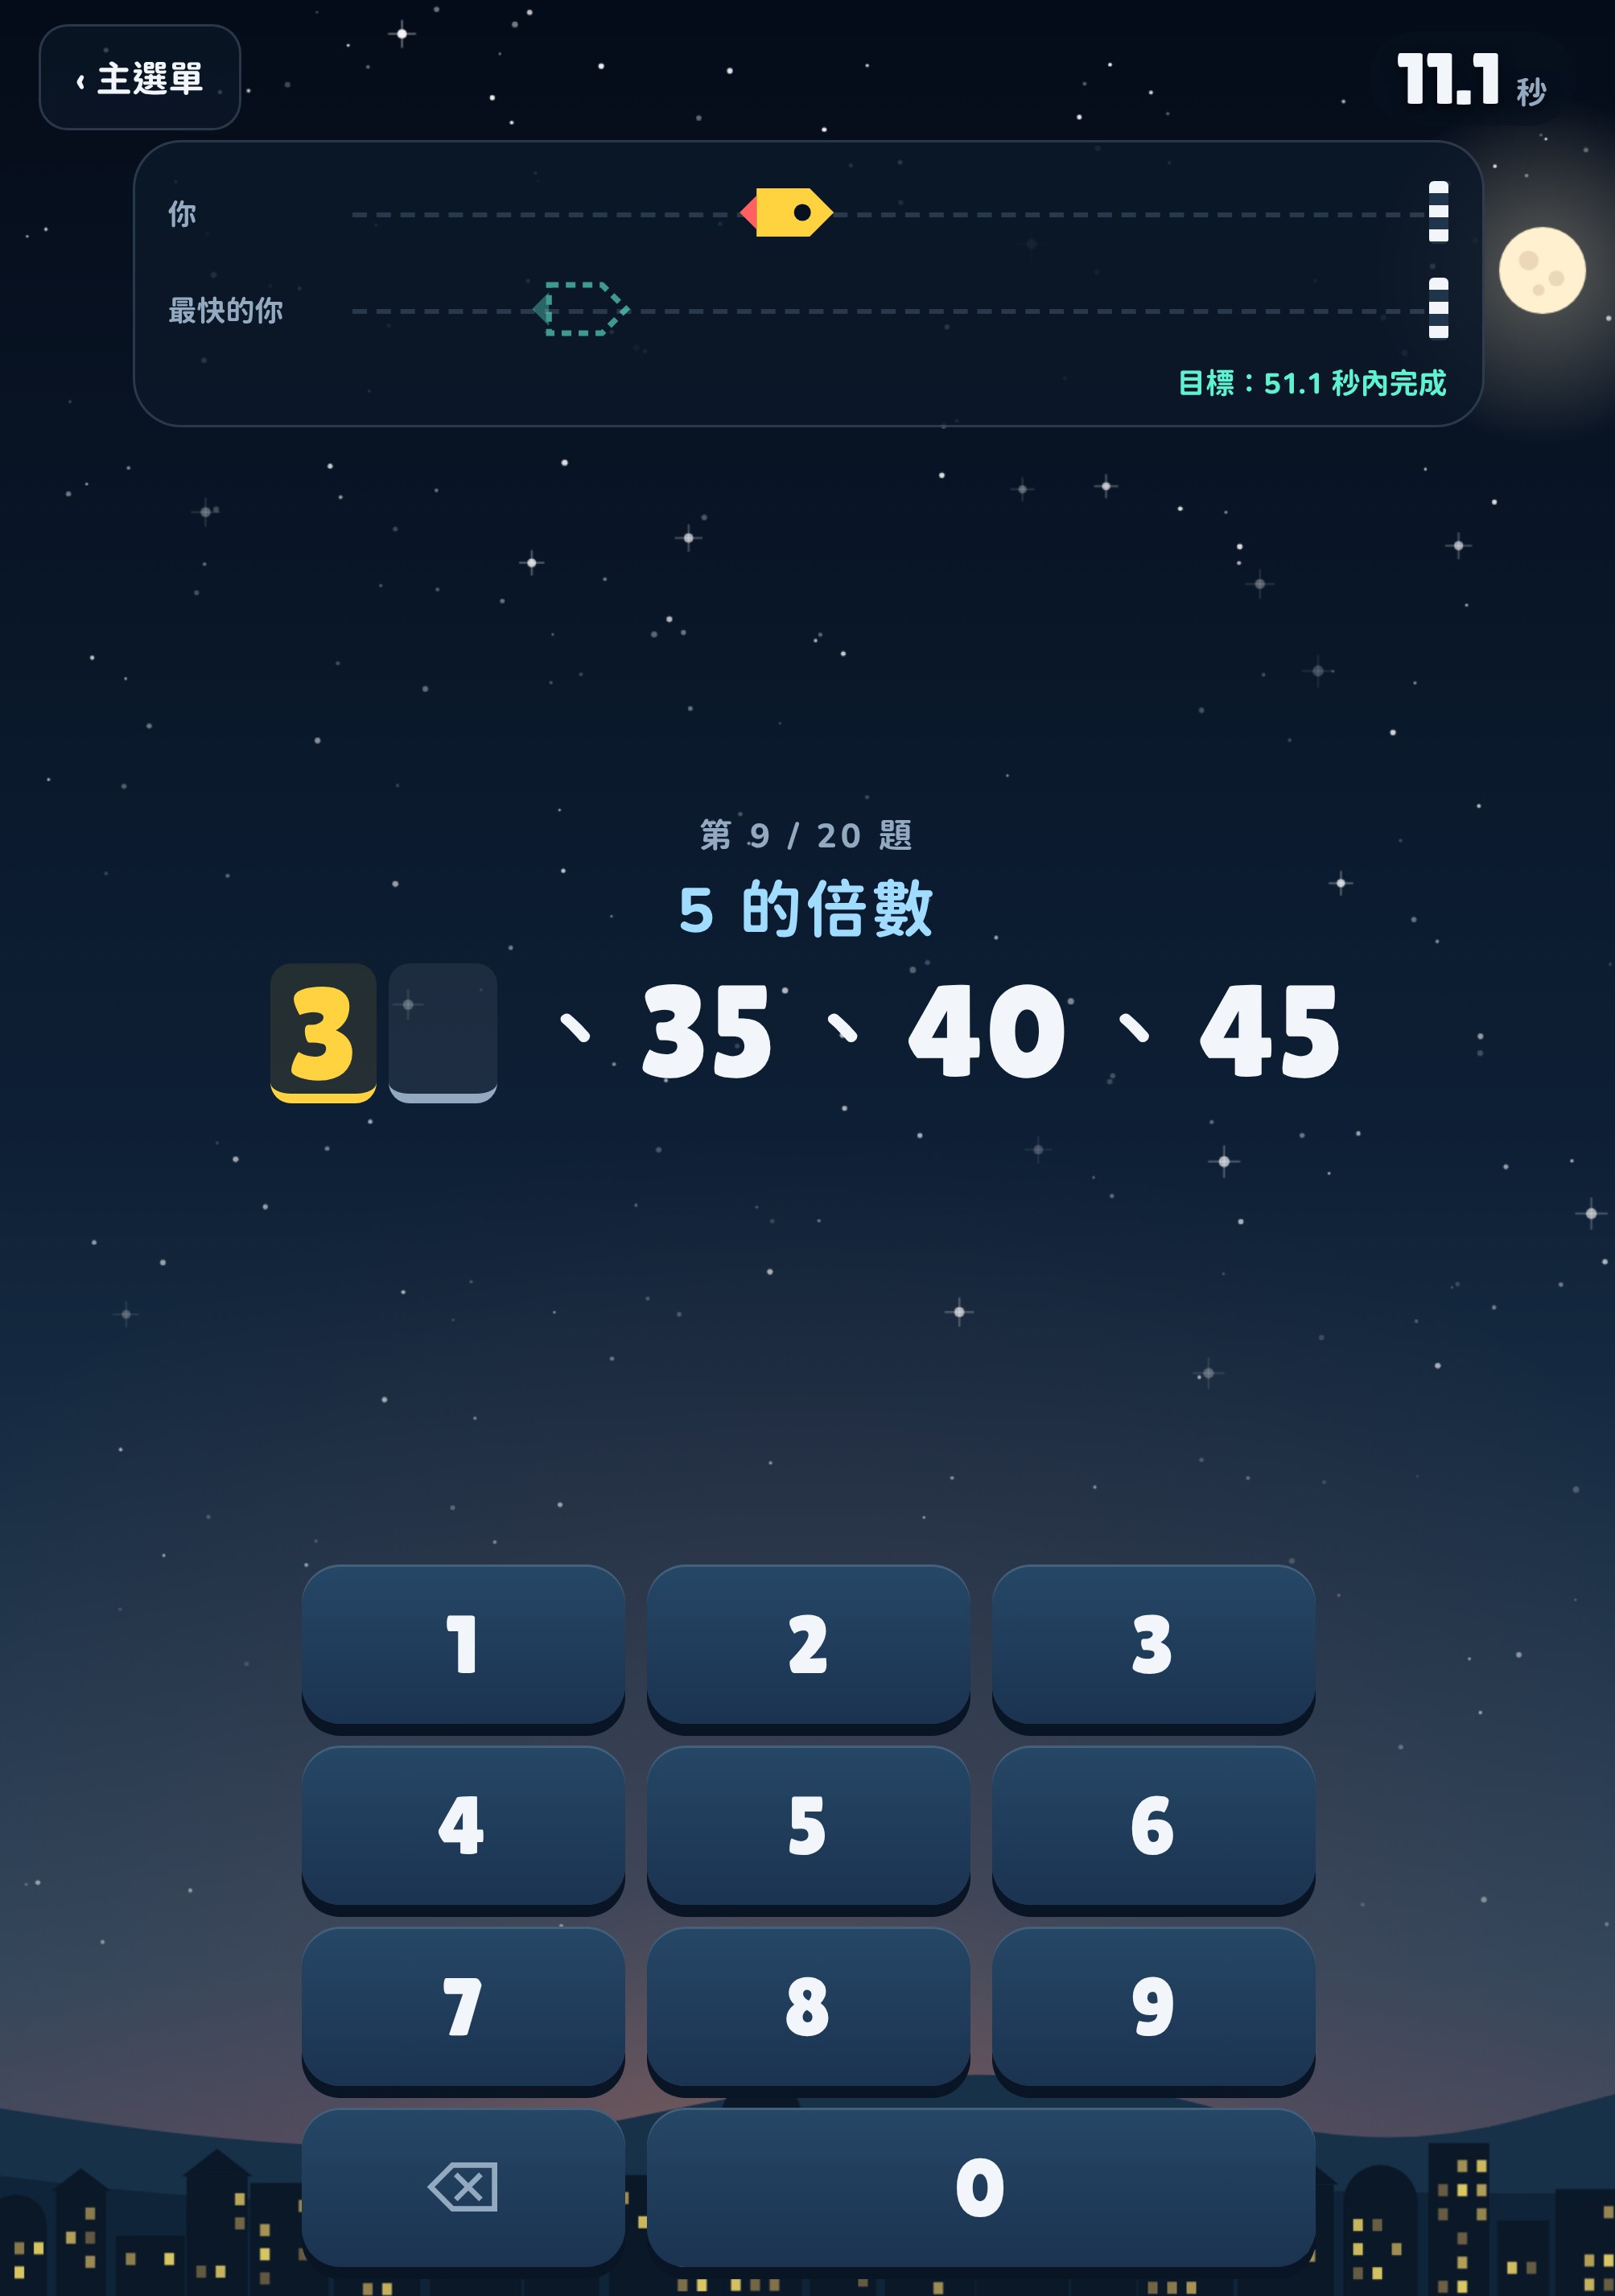 ‹ 主選單
11.1 秒
你
最快的你
目標：51.1 秒內完成
第 9 / 20 題
5 的倍數
3 、35、40、45
1 2 3
4 5 6
7 8 9
0